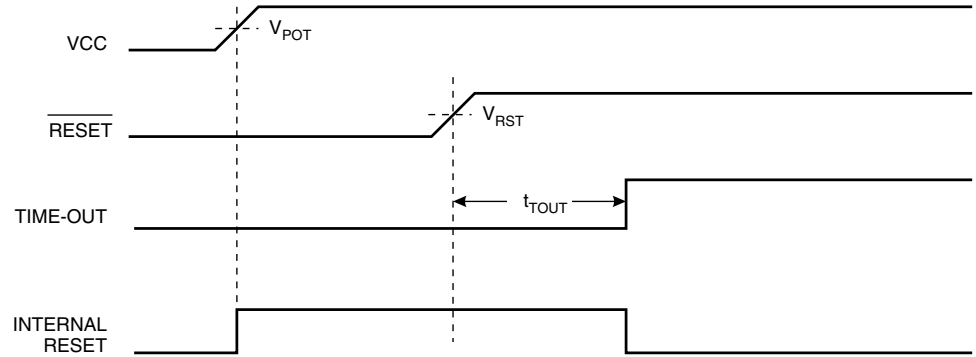 VCC
V_POT
RESET
V_RST
TIME-OUT
t_TOUT
INTERNAL
RESET